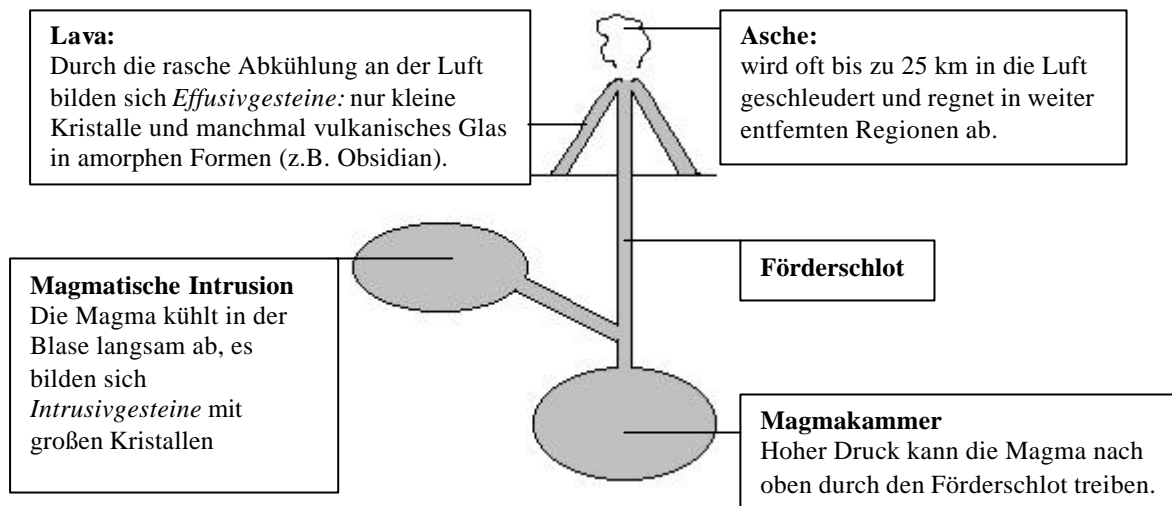 Lava:
Durch die rasche Abkühlung an der Luft
bilden sich Effusivgesteine: nur kleine
Kristalle und manchmal vulkanisches Glas
in amorphen Formen (z.B. Obsidian).
Asche:
wird oft bis zu 25 km in die Luft
geschleudert und regnet in weiter
entfernten Regionen ab.
Magmatische Intrusion
Die Magma kühlt in der
Blase langsam ab, es
bilden sich
Intrusivgesteine mit
großen Kristallen
Förderschlot
Magmakammer
Hoher Druck kann die Magma nach
oben durch den Förderschlot treiben.